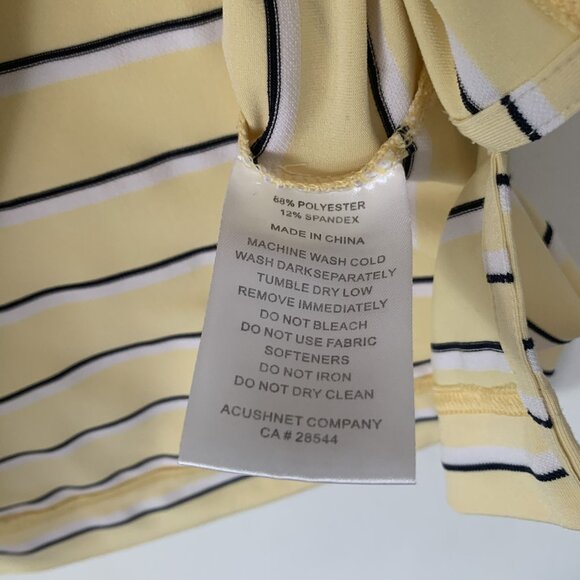 88% POLYESTER
12% SPANDEX
MADE IN CHINA
MACHINE WASH COLD
WASH DARKSEPARATELY
TUMBLE DRY LOW
REMOVE IMMEDIATELY
DO NOT BLEACH
DO NOT USE FABRIC
SOFTENERS
DO NOT IRON
DO NOT DRY CLEAN
ACUSHNET COMPANY
CA # 28544